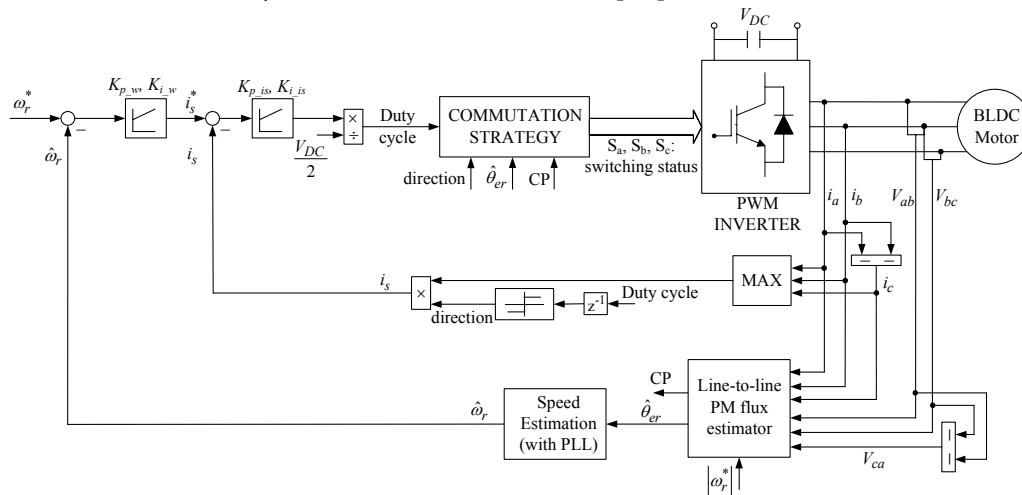 V_DC
K_p_w, K_i_w
K_p_is, K_i_is
ω_r^*
i_s^*
−
−
×
÷
Duty
cycle
COMMUTATION
STRATEGY
BLDC
Motor
ω̂_r
i_s
V_DC
2
S_a, S_b, S_c:
switching status
direction
θ̂_er
CP
PWM
INVERTER
i_a
i_b
V_ab
V_bc
− −
i_c
MAX
i_s
×
direction
z^-1
Duty cycle
CP
Line-to-line
PM flux
estimator
ω̂_r
Speed
Estimation
(with PLL)
θ̂_er
− −
V_ca
|ω_r^*|